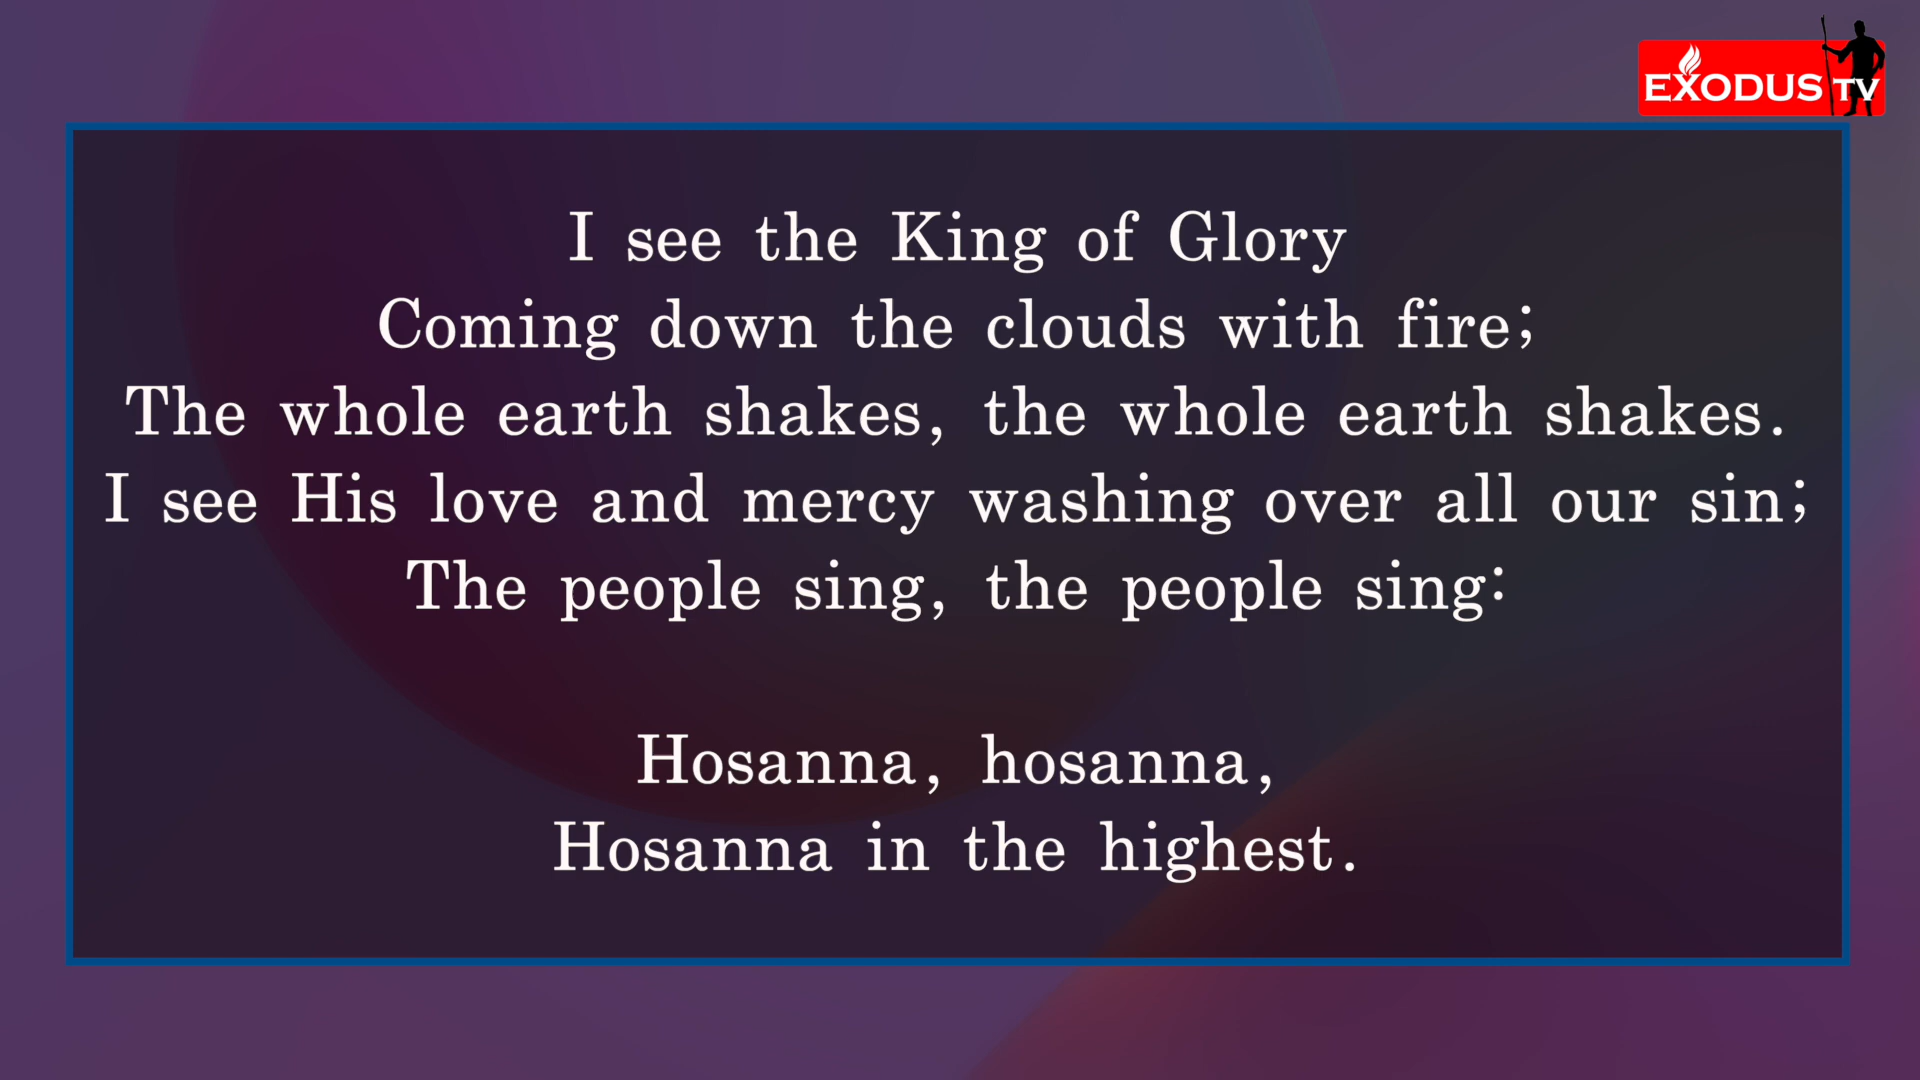 EXODUS TV
I see the King of Glory
Coming down the clouds with fire;
The whole earth shakes, the whole earth shakes.
I see His love and mercy washing over all our sin;
The people sing, the people sing:
Hosanna, hosanna,
Hosanna in the highest.